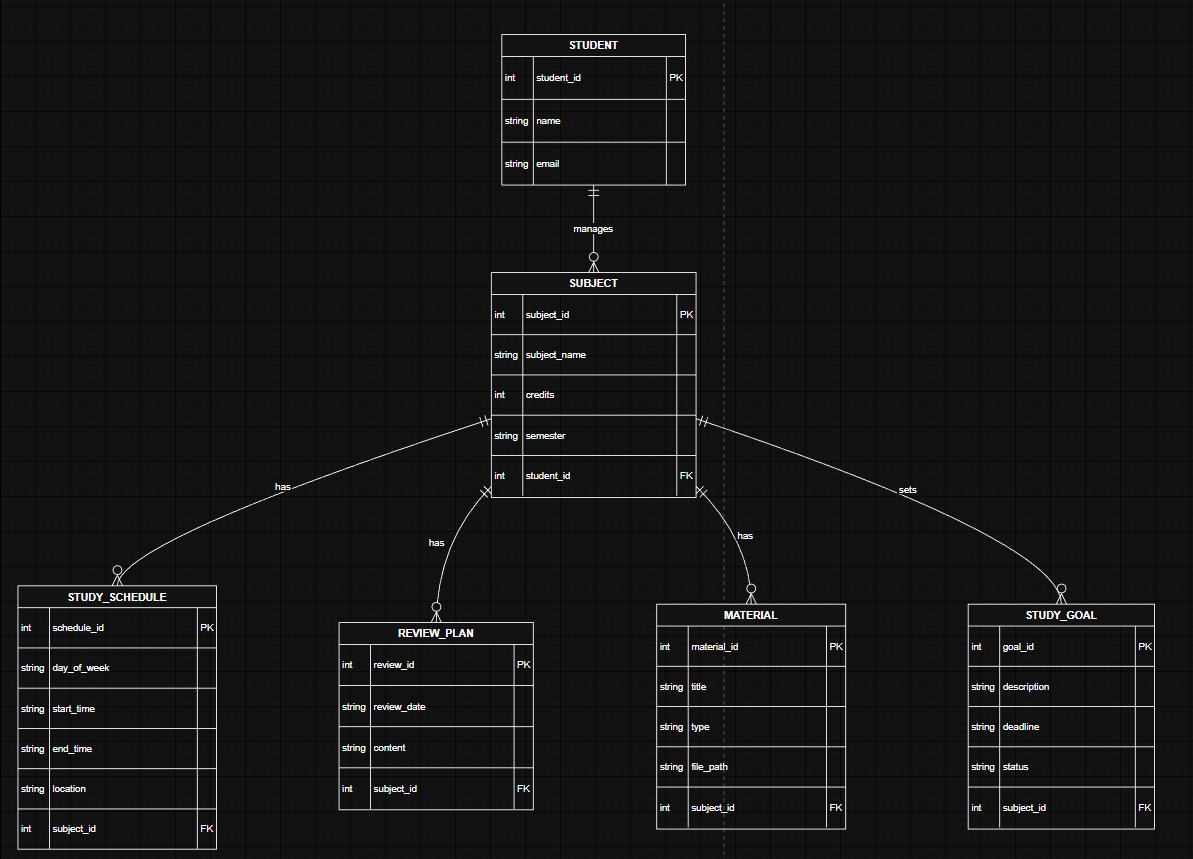 STUDENT
int student_id PK
string name
string email
manages
SUBJECT
int subject_id PK
string subject_name
int credits
string semester
int student_id FK
has
has
has
sets
STUDY_SCHEDULE
int schedule_id PK
string day_of_week
string start_time
string end_time
string location
int subject_id FK
REVIEW_PLAN
int review_id PK
string review_date
string content
int subject_id FK
MATERIAL
int material_id PK
string title
string type
string file_path
int subject_id FK
STUDY_GOAL
int goal_id PK
string description
string deadline
string status
int subject_id FK